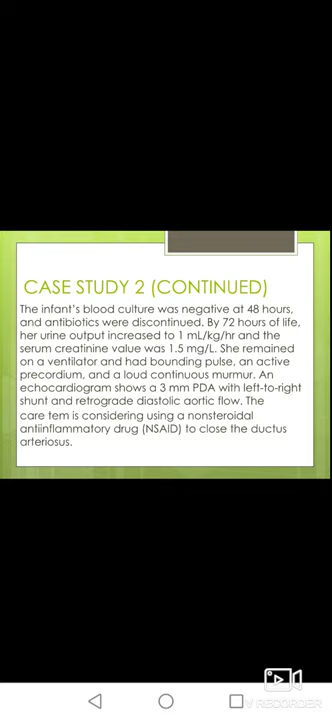 CASE STUDY 2 (CONTINUED)
The infant's blood culture was negative at 48 hours,
and antibiotics were discontinued. By 72 hours of life,
her urine output increased to 1 mL/kg/hr and the
serum creatinine value was 1.5 mg/L. She remained
on a ventilator and had bounding pulse, an active
precordium, and a loud continuous murmur. An
echocardiogram shows a 3 mm PDA with left-to-right
shunt and retrograde diastolic aortic flow. The
care tem is considering using a nonsteroidal
antiinflammatory drug (NSAID) to close the ductus
arteriosus.
V RECORDER